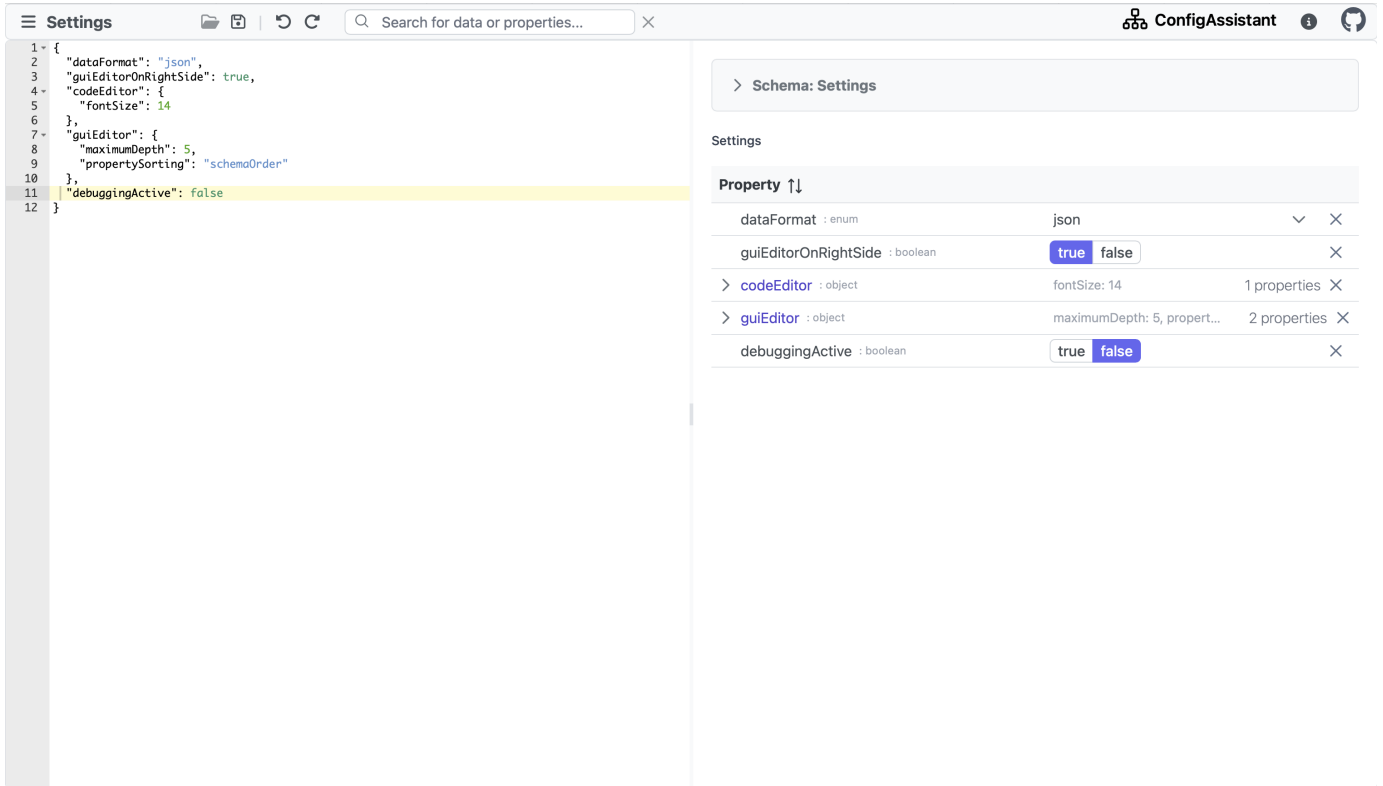 Settings
Search for data or properties...
ConfigAssistant
1 {
2 "dataFormat": "json",
3 "guiEditorOnRightSide": true,
4 "codeEditor": {
5 "fontSize": 14
6 },
7 "guiEditor": {
8 "maximumDepth": 5,
9 "propertySorting": "schemaOrder"
10 },
11 "debuggingActive": false
12 }
Schema: Settings
Settings
Property
dataFormat : enum json
guiEditorOnRightSide : boolean true false
codeEditor : object fontSize: 14 1 properties
guiEditor : object maximumDepth: 5, propert... 2 properties
debuggingActive : boolean true false